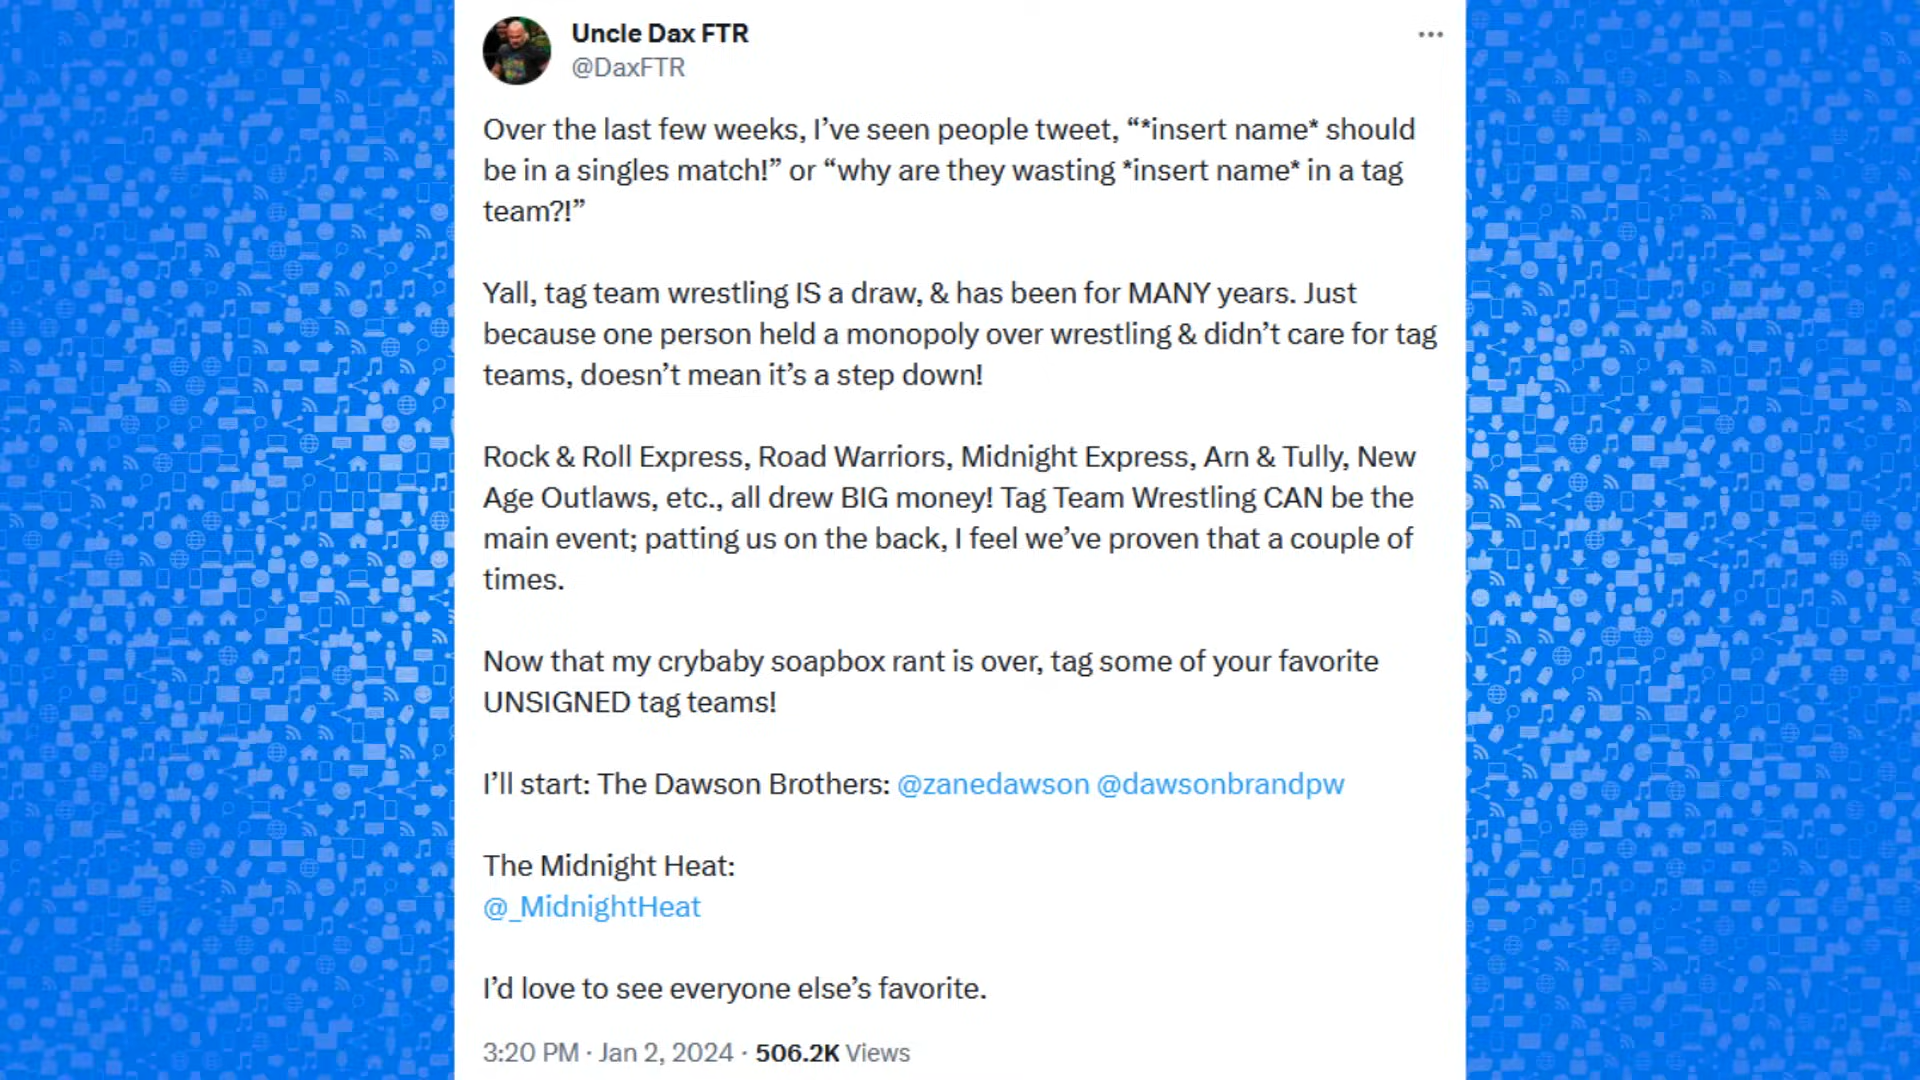 Uncle Dax FTR
@DaxFTR
Over the last few weeks, I’ve seen people tweet, “*insert name* should
be in a singles match!” or “why are they wasting *insert name* in a tag
team?!”
Yall, tag team wrestling IS a draw, & has been for MANY years. Just
because one person held a monopoly over wrestling & didn’t care for tag
teams, doesn’t mean it’s a step down!
Rock & Roll Express, Road Warriors, Midnight Express, Arn & Tully, New
Age Outlaws, etc., all drew BIG money! Tag Team Wrestling CAN be the
main event; patting us on the back, I feel we’ve proven that a couple of
times.
Now that my crybaby soapbox rant is over, tag some of your favorite
UNSIGNED tag teams!
I’ll start: The Dawson Brothers: @zanedawson @dawsonbrandpw
The Midnight Heat:
@_MidnightHeat
I’d love to see everyone else’s favorite.
3:20 PM · Jan 2, 2024 · 506.2K Views